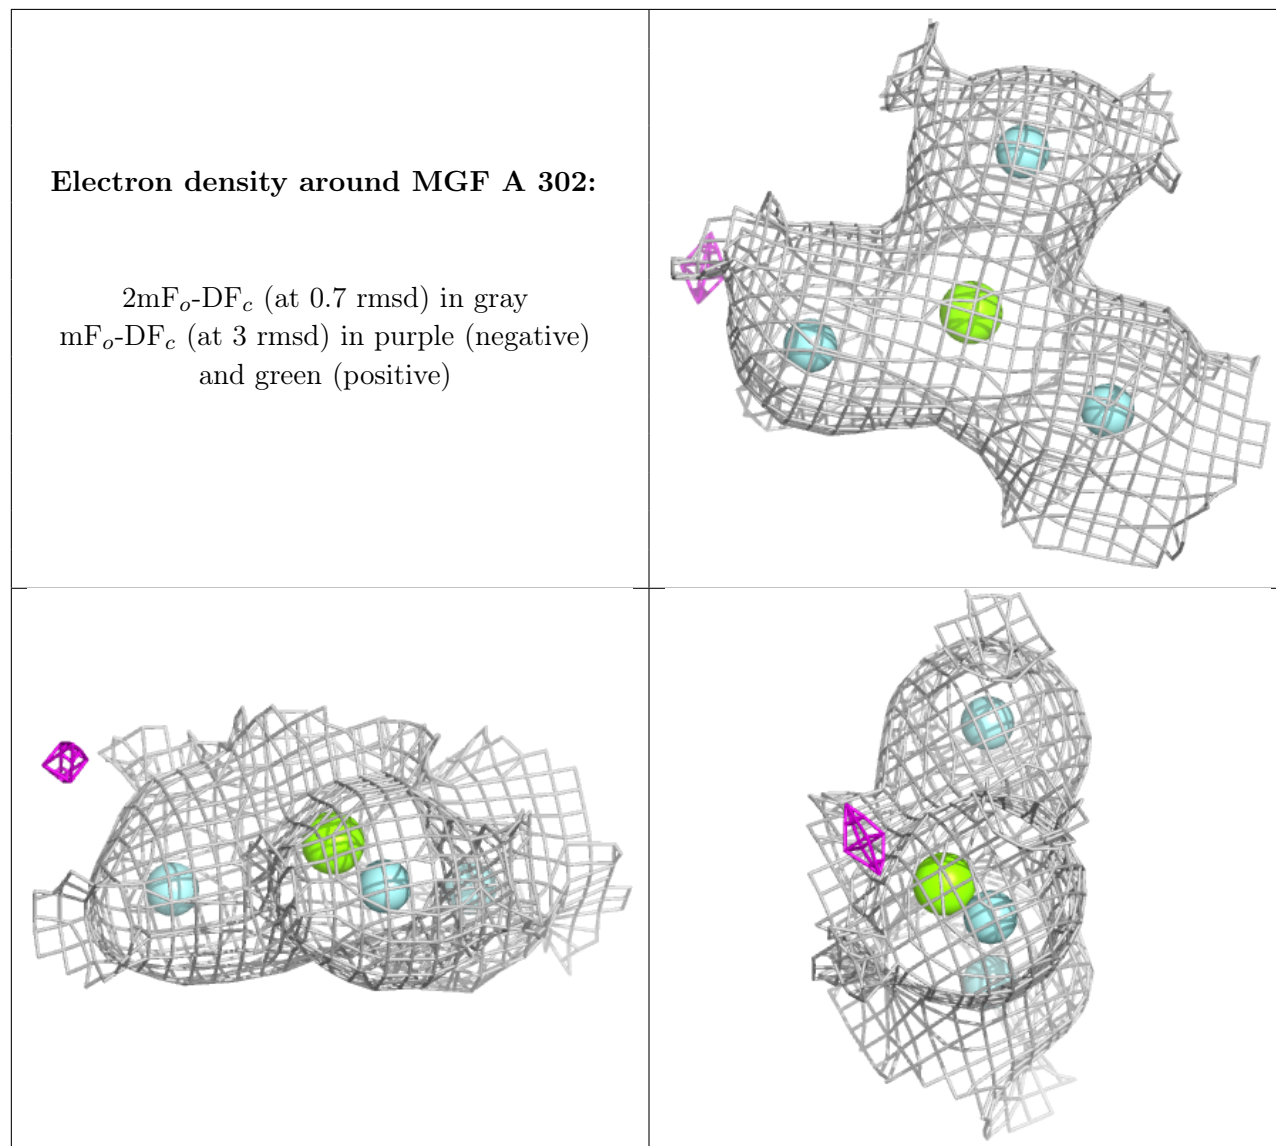 Electron density around MGF A 302:
2mFo-DFc (at 0.7 rmsd) in gray
mFo-DFc (at 3 rmsd) in purple (negative)
and green (positive)